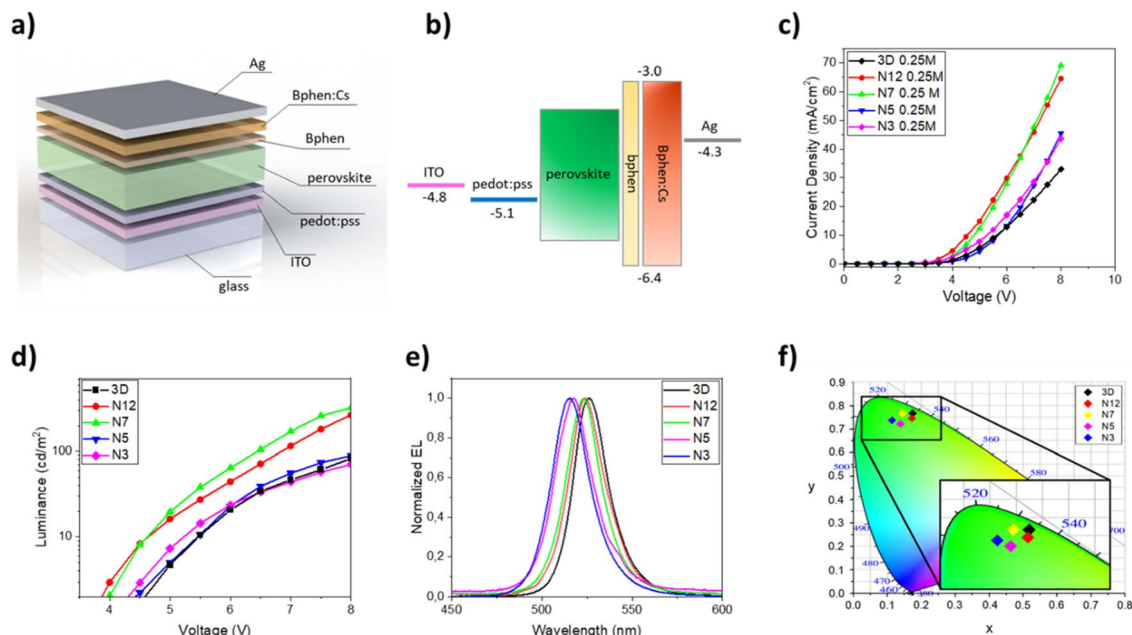 a)
Ag
Bphen:Cs
Bphen
perovskite
pedot:pss
ITO
glass
b)
-3.0
Ag
-4.3
ITO
-4.8
pedot:pss
-5.1
perovskite
bphen
Bphen:Cs
-6.4
c)
Current Density (mA/cm²)
70
60
50
40
30
20
10
0
3D 0.25M
N12 0.25M
N7 0.25 M
N5 0.25M
N3 0.25M
0 2 4 6 8 10
Voltage (V)
d)
Luminance (cd/m²)
100
10
3D
N12
N7
N5
N3
4 5 6 7 8
Voltage (V)
e)
Normalized EL
1,0
0,8
0,6
0,4
0,2
0,0
3D
N12
N7
N5
N3
450 500 550 600
Wavelength (nm)
f)
y
0.9
0.8
0.7
0.6
0.5
0.4
0.3
0.2
0.1
0.0
520
540
560
580
500
490
480
470
460
700
3D
N12
N7
N5
N3
520
540
0.0 0.1 0.2 0.3 0.4 0.5 0.6 0.7 0.8
x